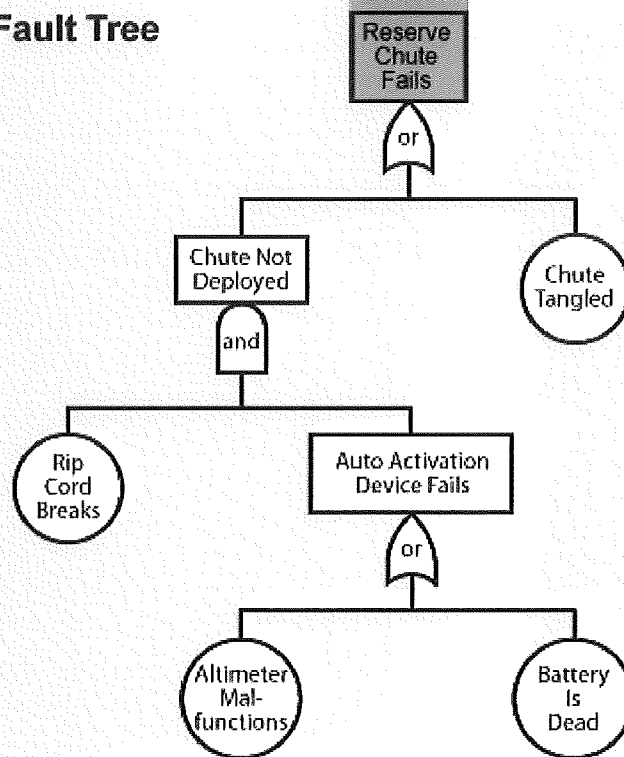 Fault Tree
Reserve
Chute
Fails
or
Chute Not
Deployed
Chute
Tangled
and
Rip
Cord
Breaks
Auto Activation
Device Fails
or
Altimeter
Mal-
functions
Battery
Is
Dead